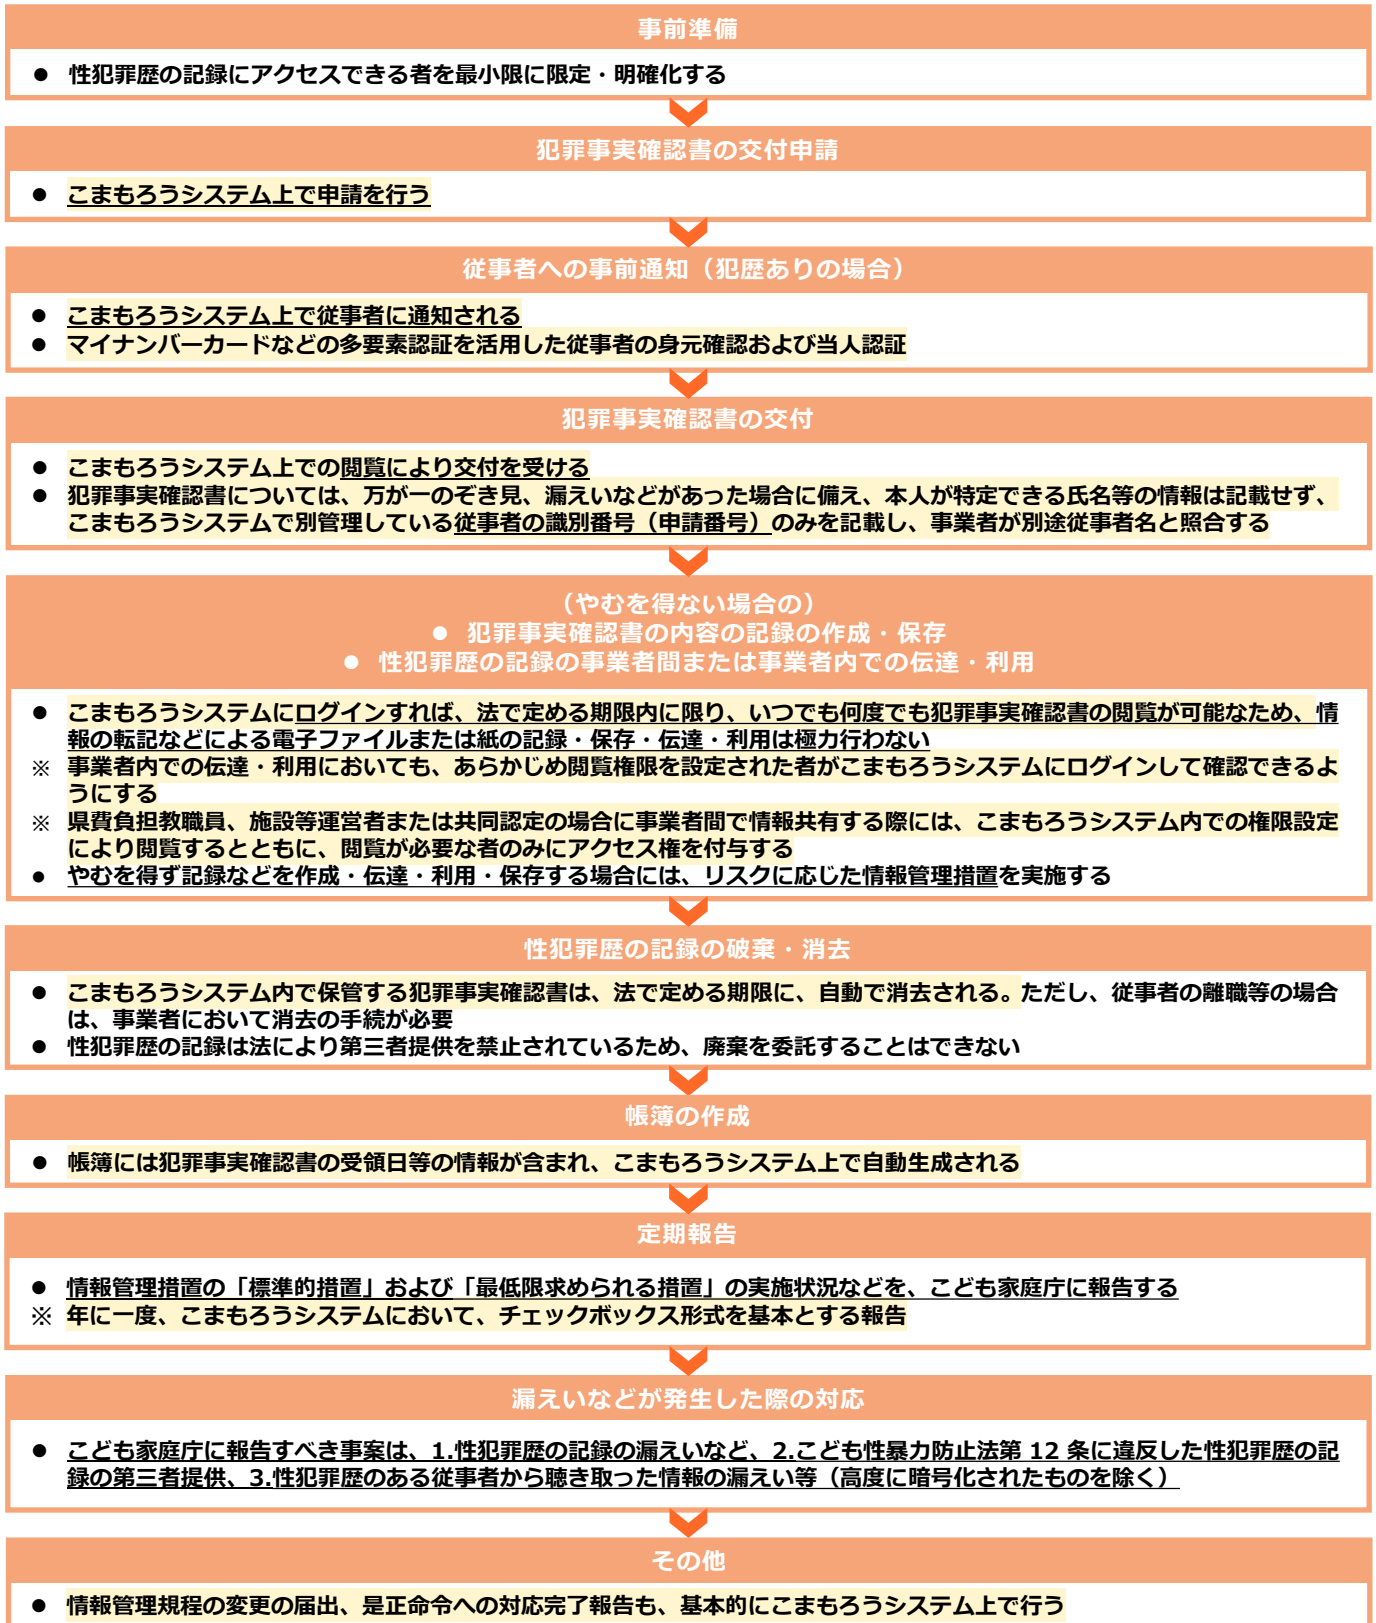 事前準備
● 性犯罪歴の記録にアクセスできる者を最小限に限定・明確化する
犯罪事実確認書の交付申請
● こまもろうシステム上で申請を行う
従事者への事前通知（犯歴ありの場合）
● こまもろうシステム上で従事者に通知される
● マイナンバーカードなどの多要素認証を活用した従事者の身元確認および当人認証
犯罪事実確認書の交付
● こまもろうシステム上での閲覧により交付を受ける
● 犯罪事実確認書については、万が一のぞき見、漏えいなどがあった場合に備え、本人が特定できる氏名等の情報は記載せず、
こまもろうシステムで別管理している従事者の識別番号（申請番号）のみを記載し、事業者が別途従事者名と照合する
（やむを得ない場合の）
● 犯罪事実確認書の内容の記録の作成・保存
● 性犯罪歴の記録の事業者間または事業者内での伝達・利用
● こまもろうシステムにログインすれば、法で定める期限内に限り、いつでも何度でも犯罪事実確認書の閲覧が可能なため、情
報の転記などによる電子ファイルまたは紙の記録・保存・伝達・利用は極力行わない
※ 事業者内での伝達・利用においても、あらかじめ閲覧権限を設定された者がこまもろうシステムにログインして確認できるよ
うにする
※ 県費負担教職員、施設等運営者または共同認定の場合に事業者間で情報共有する際には、こまもろうシステム内での権限設定
により閲覧するとともに、閲覧が必要な者のみにアクセス権を付与する
● やむを得ず記録などを作成・伝達・利用・保存する場合には、リスクに応じた情報管理措置を実施する
性犯罪歴の記録の破棄・消去
● こまもろうシステム内で保管する犯罪事実確認書は、法で定める期限に、自動で消去される。ただし、従事者の離職等の場合
は、事業者において消去の手続が必要
● 性犯罪歴の記録は法により第三者提供を禁止されているため、廃棄を委託することはできない
帳簿の作成
● 帳簿には犯罪事実確認書の受領日等の情報が含まれ、こまもろうシステム上で自動生成される
定期報告
● 情報管理措置の「標準的措置」および「最低限求められる措置」の実施状況などを、こども家庭庁に報告する
※ 年に一度、こまもろうシステムにおいて、チェックボックス形式を基本とする報告
漏えいなどが発生した際の対応
● こども家庭庁に報告すべき事案は、1.性犯罪歴の記録の漏えいなど、2.こども性暴力防止法第 12 条に違反した性犯罪歴の記
録の第三者提供、3.性犯罪歴のある従事者から聴き取った情報の漏えい等（高度に暗号化されたものを除く）
その他
● 情報管理規程の変更の届出、是正命令への対応完了報告も、基本的にこまもろうシステム上で行う